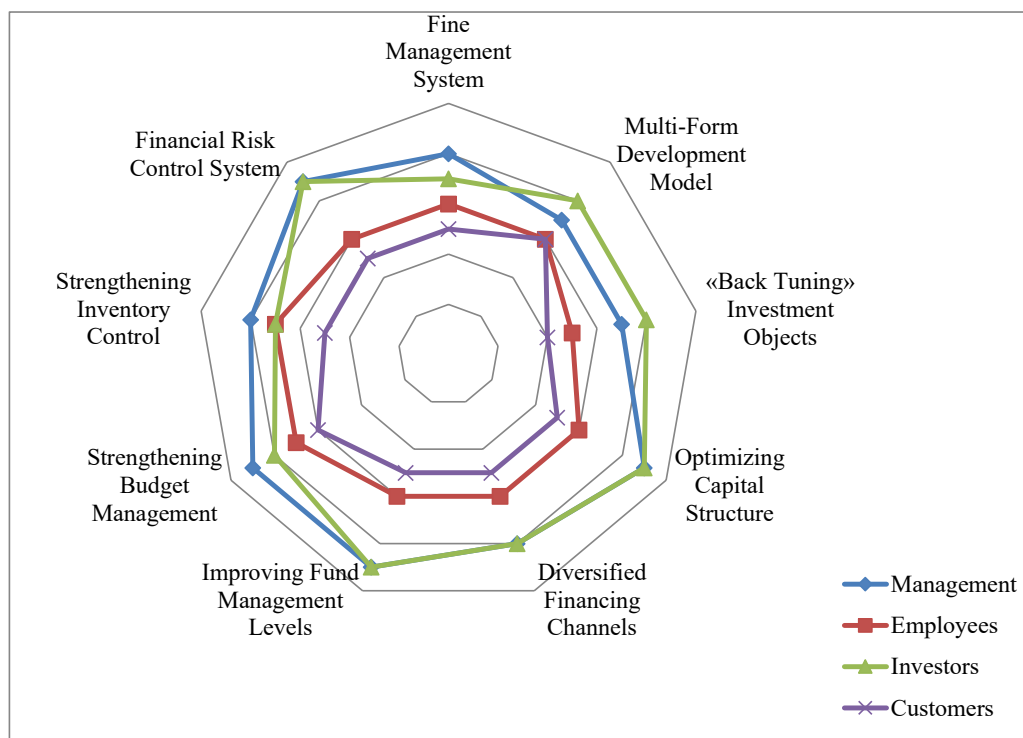 Fine
Management
System
Multi-Form
Development
Model
«Back Tuning»
Investment
Objects
Optimizing
Capital
Structure
Diversified
Financing
Channels
Improving Fund
Management
Levels
Strengthening
Budget
Management
Strengthening
Inventory
Control
Financial Risk
Control System
Management
Employees
Investors
Customers